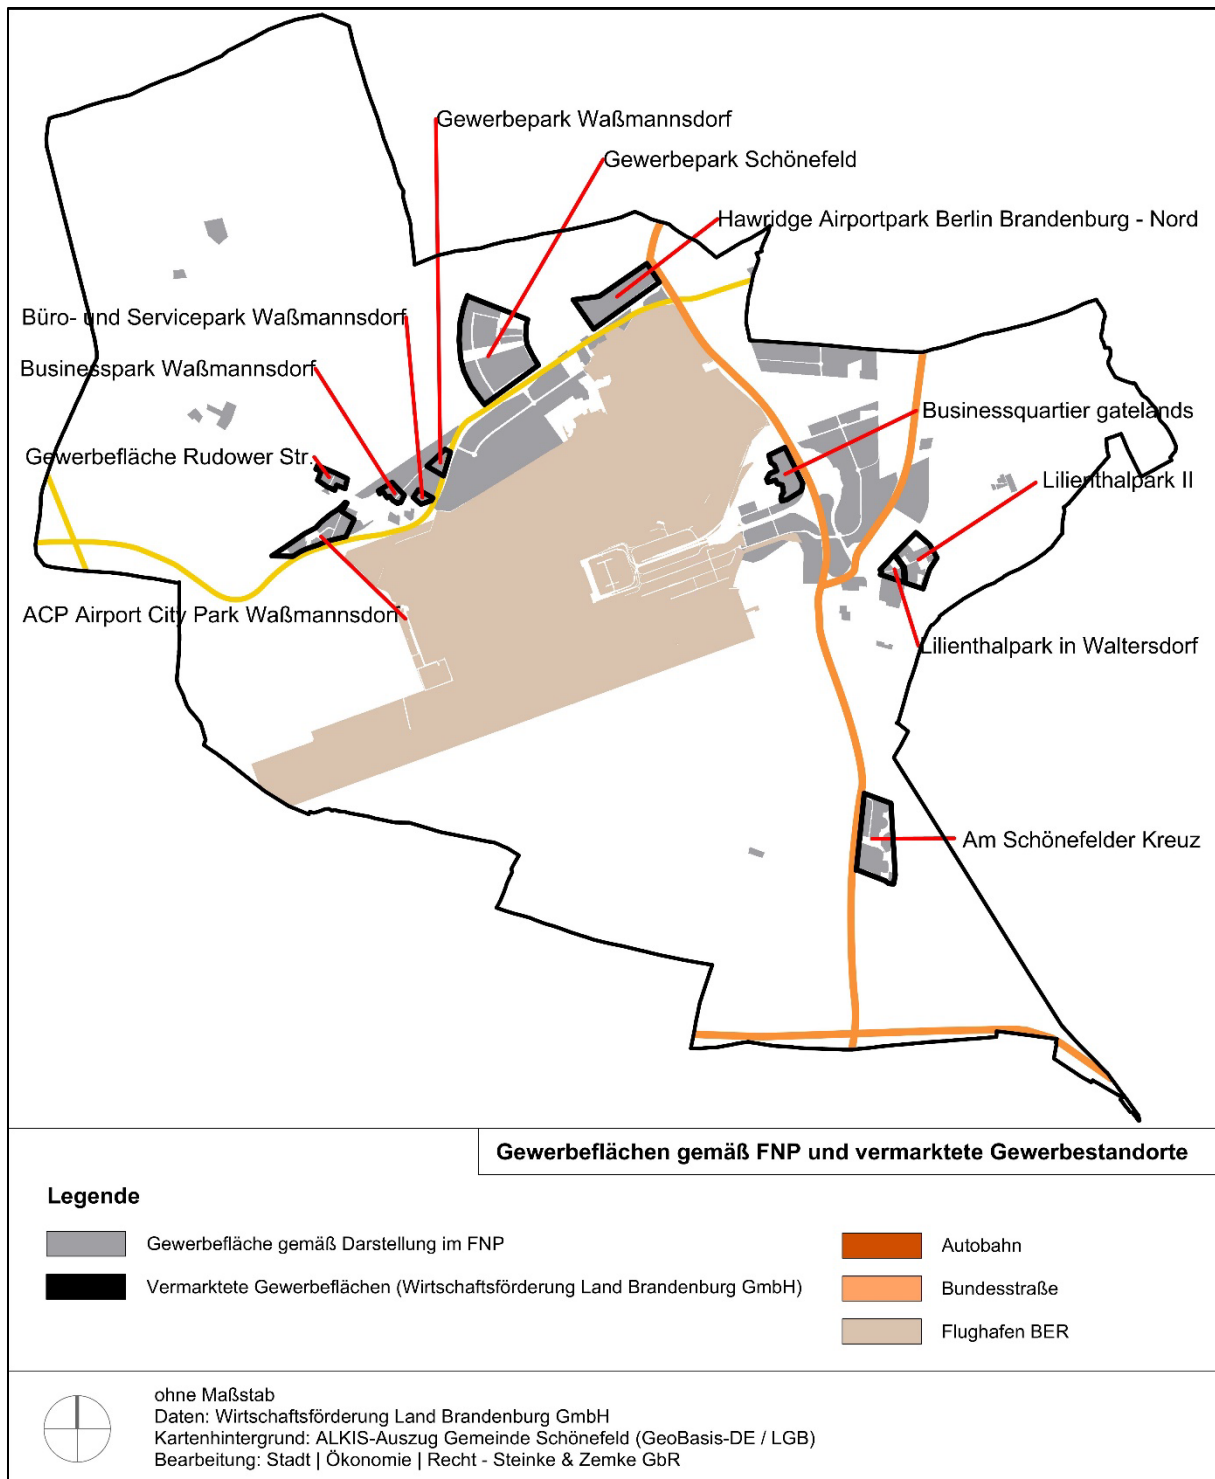 Gewerbepark Waßmannsdorf
Gewerbepark Schönefeld
Hawridge Airportpark Berlin Brandenburg - Nord
Büro- und Servicepark Waßmannsdorf
Businesspark Waßmannsdorf
Businessquartier gatelands
Gewerbefläche Rudower Str.
Lilienthalpark II
ACP Airport City Park Waßmannsdorf
Lilienthalpark in Waltersdorf
Am Schönefelder Kreuz
Gewerbeflächen gemäß FNP und vermarktete Gewerbestandorte
Legende
Gewerbefläche gemäß Darstellung im FNP
Vermarktete Gewerbeflächen (Wirtschaftsförderung Land Brandenburg GmbH)
Autobahn
Bundesstraße
Flughafen BER
ohne Maßstab
Daten: Wirtschaftsförderung Land Brandenburg GmbH
Kartenhintergrund: ALKIS-Auszug Gemeinde Schönefeld (GeoBasis-DE / LGB)
Bearbeitung: Stadt | Ökonomie | Recht - Steinke & Zemke GbR